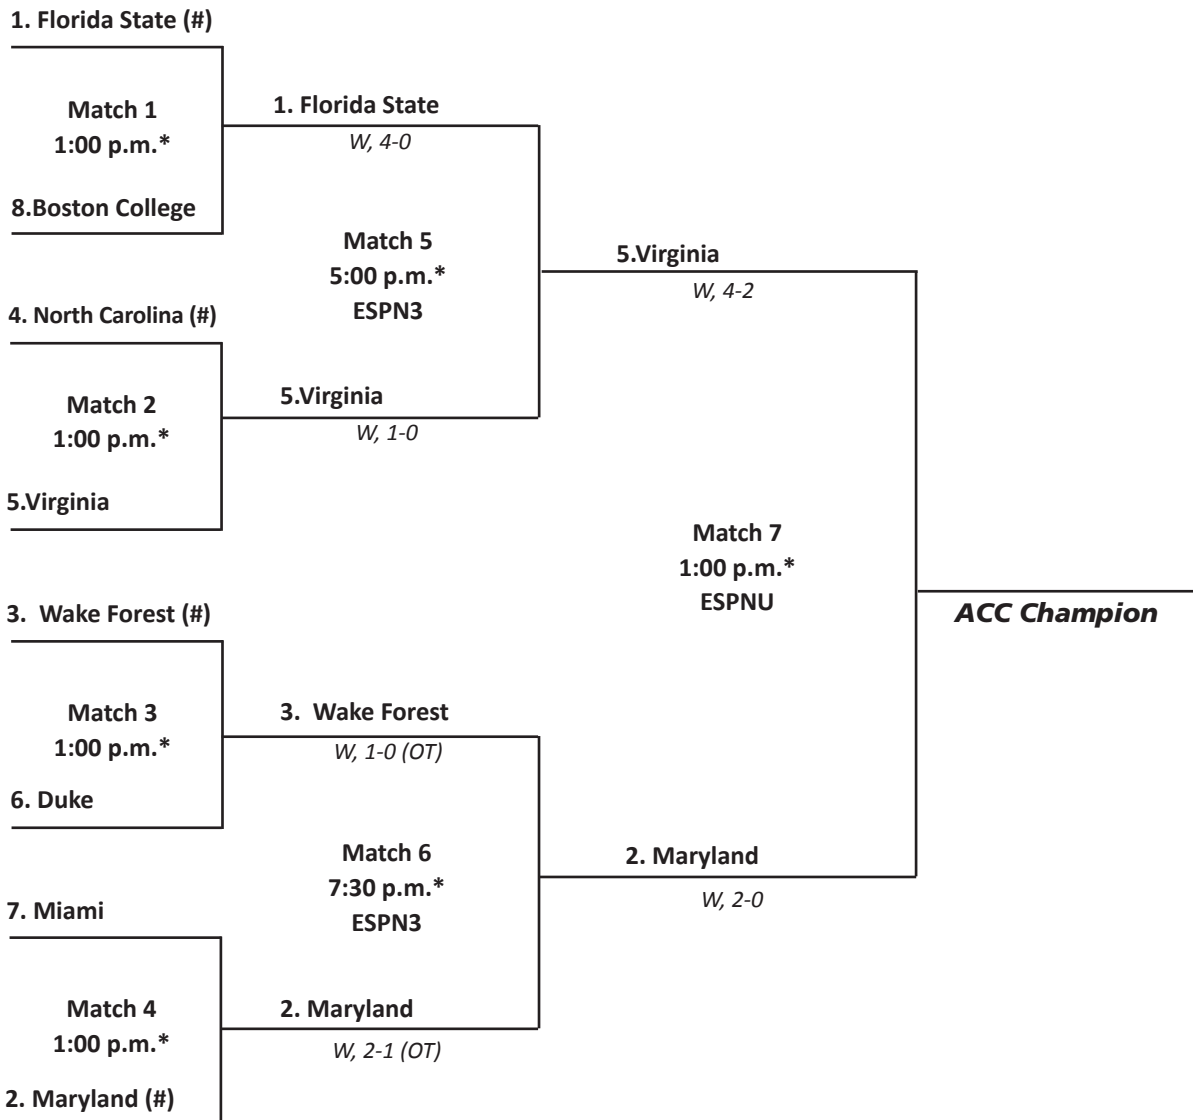 1. Florida State (#)
Match 1
1:00 p.m.*
8.Boston College
1. Florida State
W, 4-0
4. North Carolina (#)
Match 2
1:00 p.m.*
5.Virginia
5.Virginia
W, 1-0
Match 5
5:00 p.m.*
ESPN3
5.Virginia
W, 4-2
3.  Wake Forest (#)
Match 3
1:00 p.m.*
6. Duke
3.  Wake Forest
W, 1-0 (OT)
7. Miami
Match 4
1:00 p.m.*
2. Maryland (#)
2. Maryland
W, 2-1 (OT)
Match 6
7:30 p.m.*
ESPN3
2. Maryland
W, 2-0
Match 7
1:00 p.m.*
ESPNU
ACC Champion